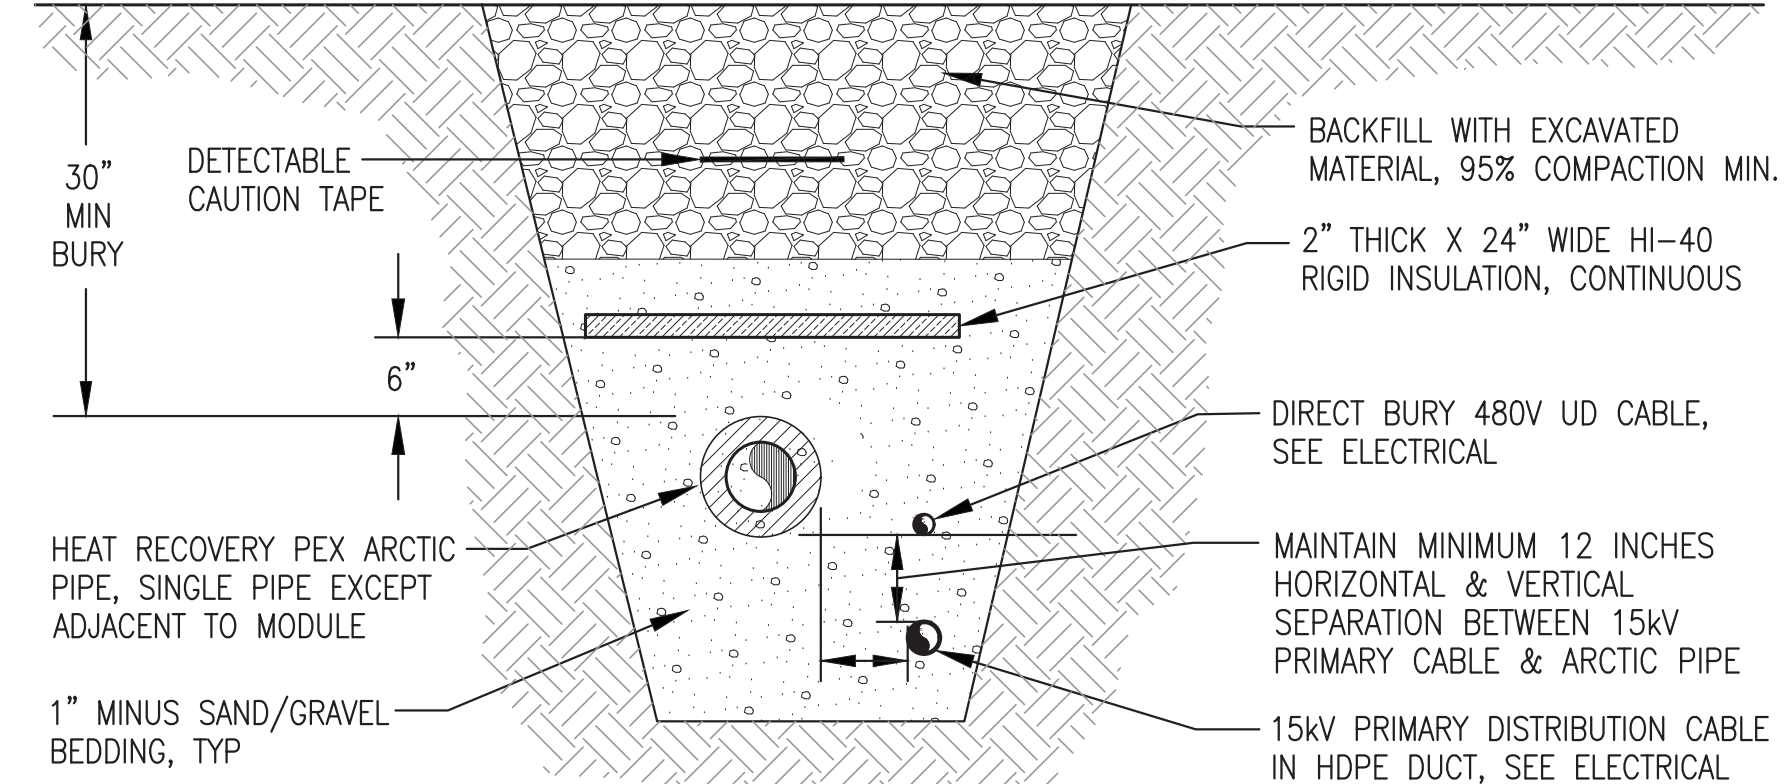 30”
MIN
BURY
DETECTABLE
CAUTION TAPE
6”
HEAT RECOVERY PEX ARCTIC
PIPE, SINGLE PIPE EXCEPT
ADJACENT TO MODULE
1” MINUS SAND/GRAVEL
BEDDING, TYP
BACKFILL WITH EXCAVATED
MATERIAL, 95% COMPACTION MIN.
2” THICK X 24” WIDE HI-40
RIGID INSULATION, CONTINUOUS
DIRECT BURY 480V UD CABLE,
SEE ELECTRICAL
MAINTAIN MINIMUM 12 INCHES
HORIZONTAL & VERTICAL
SEPARATION BETWEEN 15kV
PRIMARY CABLE & ARCTIC PIPE
15kV PRIMARY DISTRIBUTION CABLE
IN HDPE DUCT, SEE ELECTRICAL